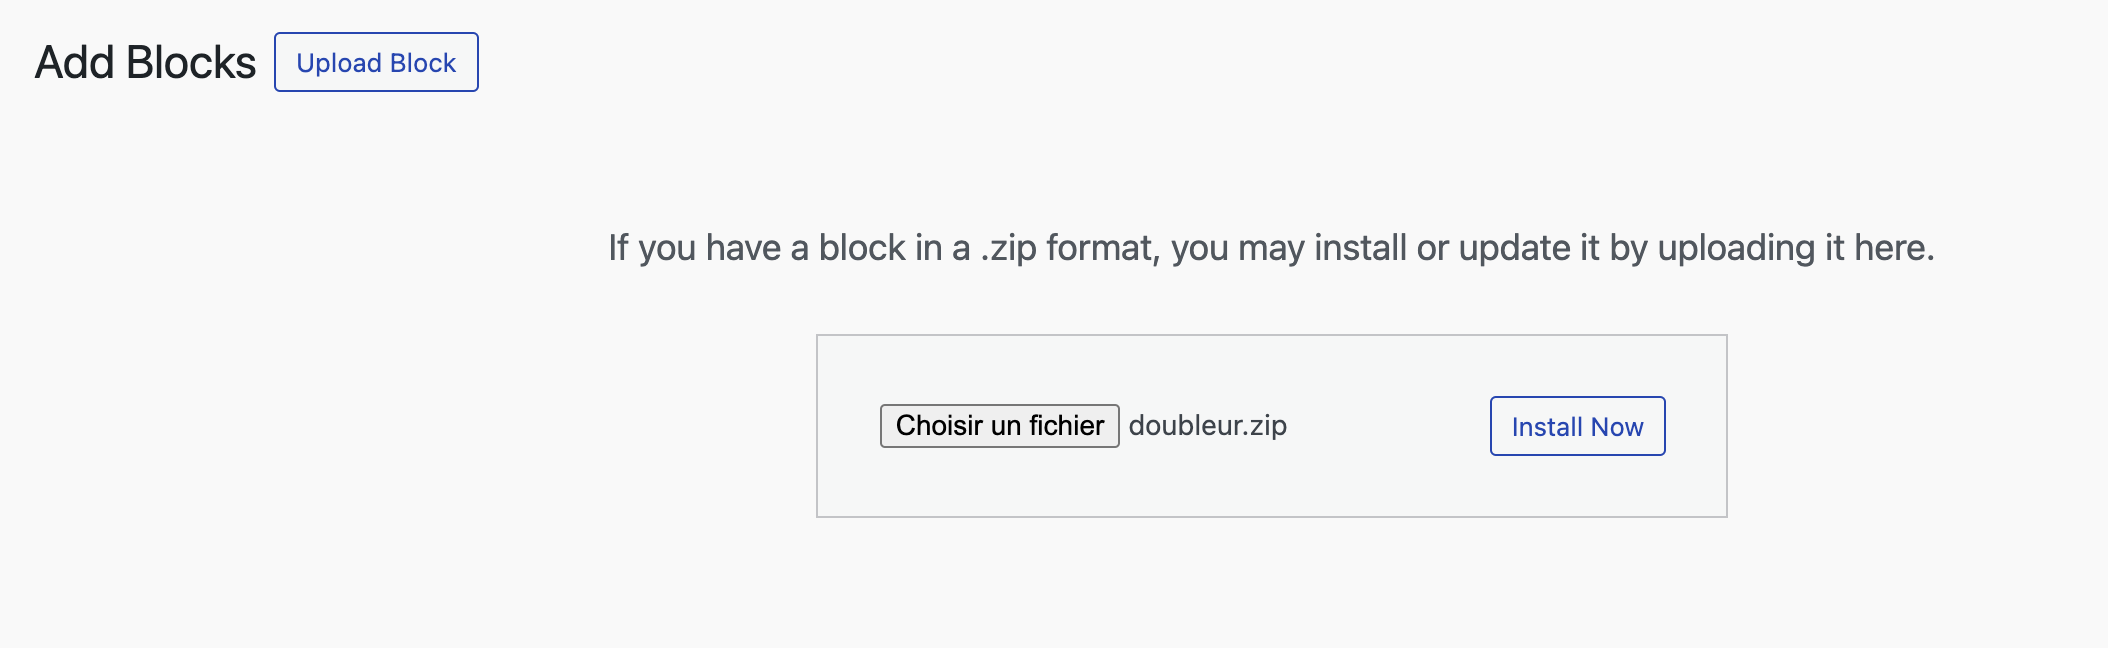 Add Blocks
Upload Block
If you have a block in a .zip format, you may install or update it by uploading it here.
Choisir un fichier doubleur.zip
Install Now